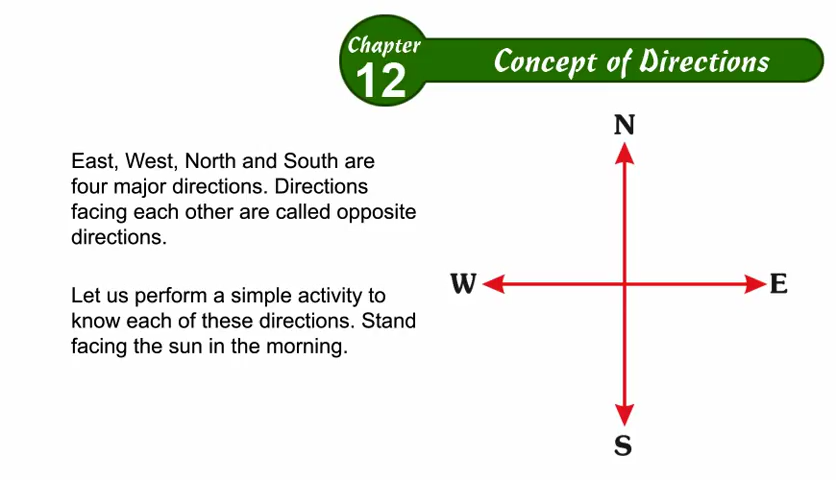 Chapter
12
Concept of Directions
East, West, North and South are
four major directions. Directions
facing each other are called opposite
directions.
Let us perform a simple activity to
know each of these directions. Stand
facing the sun in the morning.
N
W
E
S